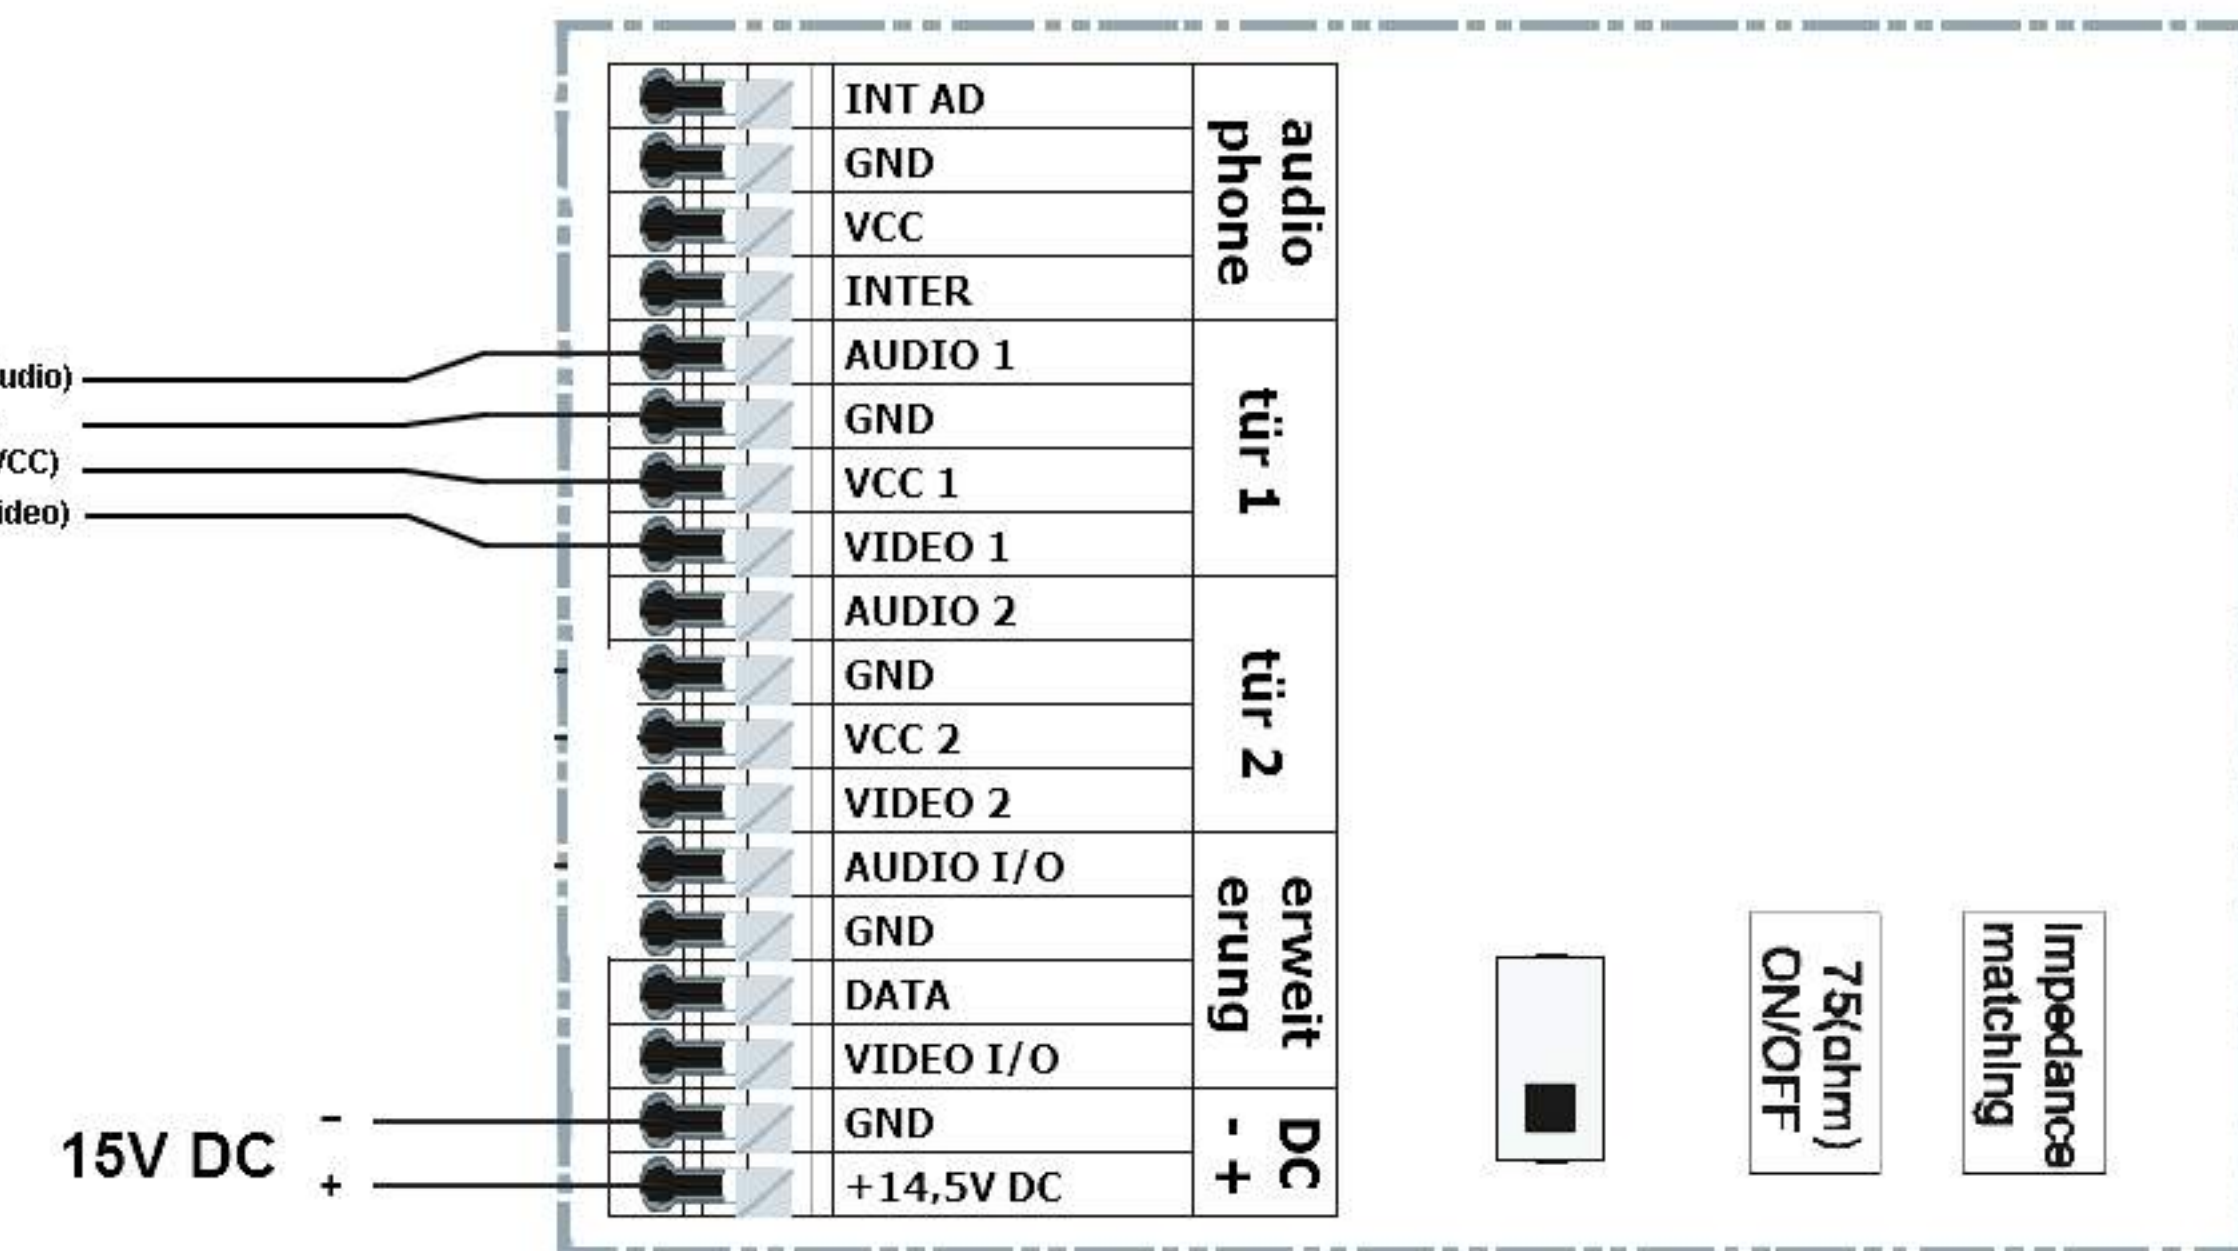 INT AD
GND
VCC
INTER
audio
phone
udio)
AUDIO 1
GND
VCC)
VCC 1
ideo)
VIDEO 1
tür 1
AUDIO 2
GND
VCC 2
VIDEO 2
tür 2
AUDIO I/O
GND
DATA
VIDEO I/O
erweit
erung
15V DC
-
+
GND
+14,5V DC
DC
- +
75(ohm)
ON/OFF
Impedance
matching